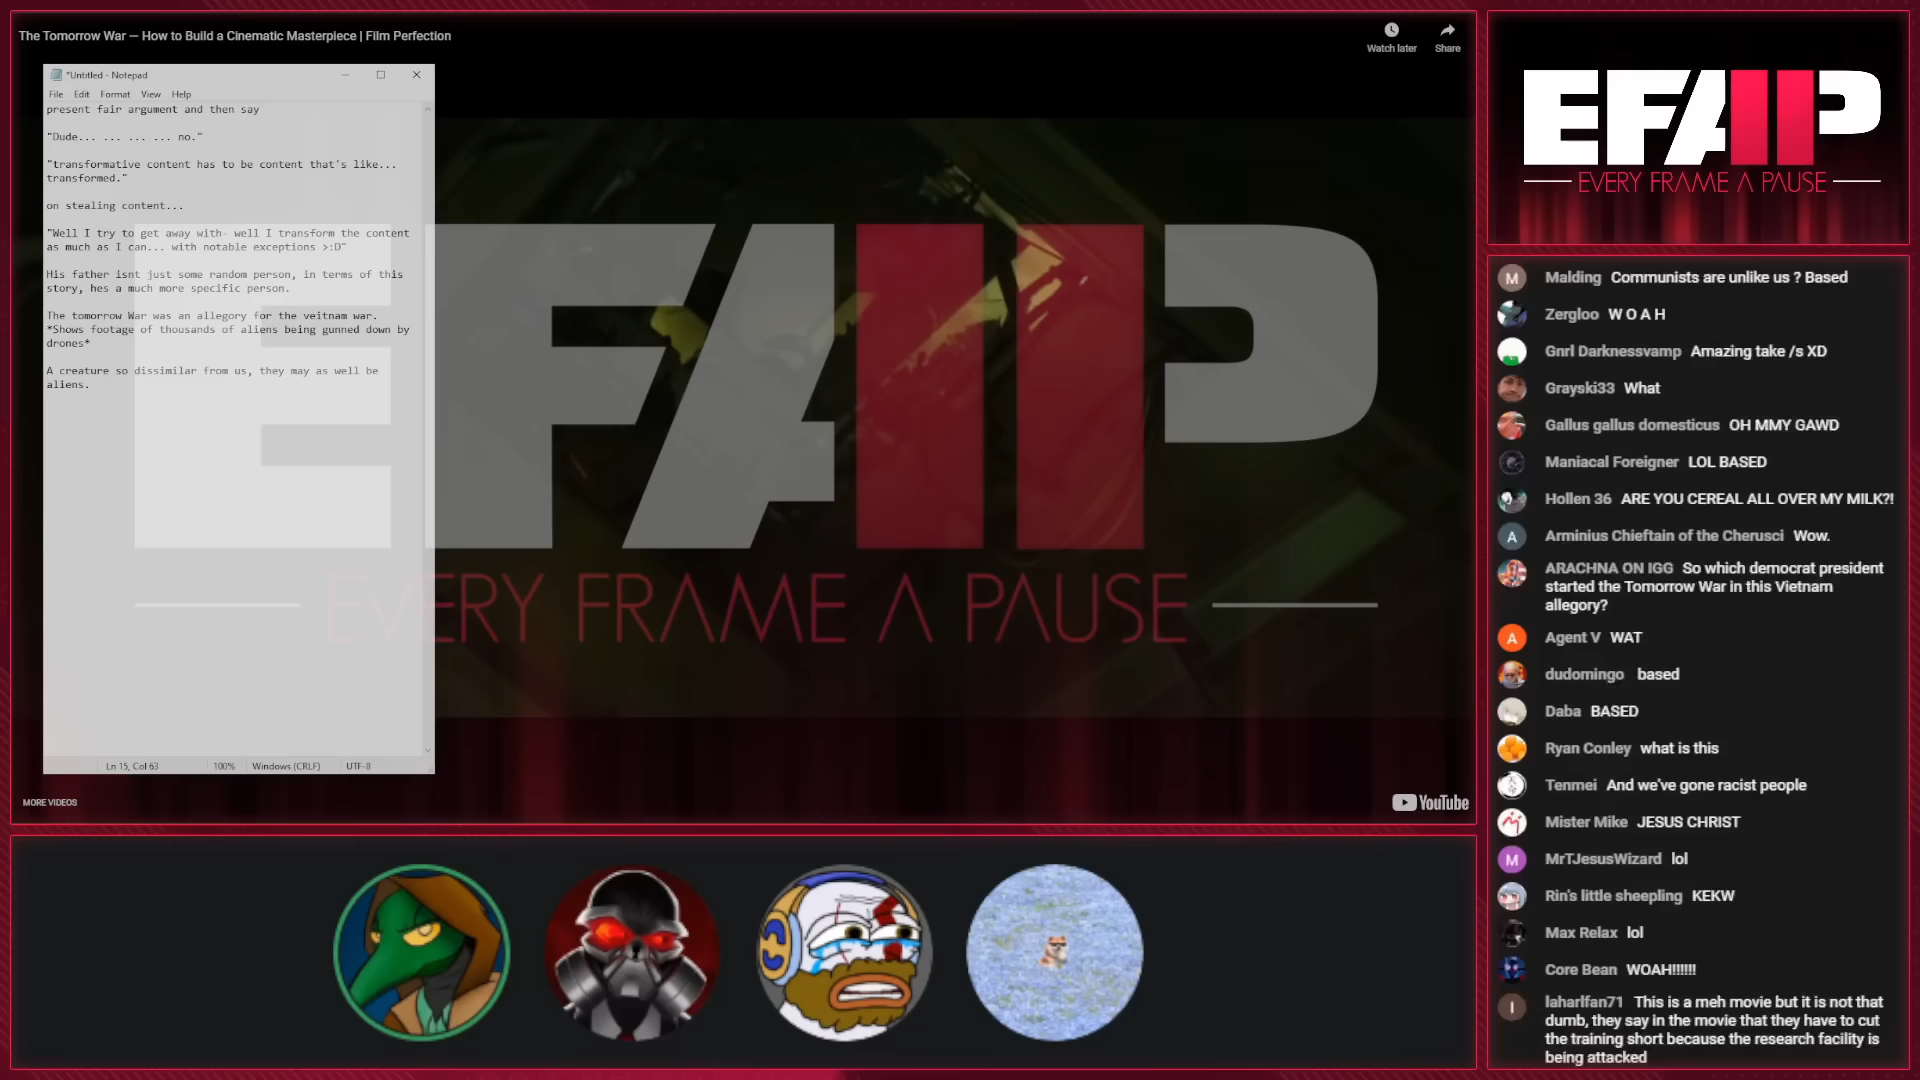 The Tomorrow War — How to Build a Cinematic Masterpiece | Film Perfection
Watch later
Share
*Untitled - Notepad
File Edit Format View Help
present fair argument and then say
"Dude... ... ... ... no."
"transformative content has to be content that's like...
transformed."
on stealing content...
"Well I try to get away with- well I transform the content
as much as I can... with notable exceptions >:D"
His father isnt just some random person, in terms of this
story, hes a much more specific person.
The tomorrow War was an allegory for the veitnam war.
*Shows footage of thousands of aliens being gunned down by
drones*
A creature so dissimilar from us, they may as well be
aliens.
Ln 15, Col 63 100% Windows (CRLF) UTF-8
EFAP
EVERY FRAME A PAUSE
MORE VIDEOS
YouTube
EFAP
EVERY FRAME A PAUSE
M Malding Communists are unlike us ? Based
Zergloo W O A H
Gnrl Darknessvamp Amazing take /s XD
Grayski33 What
Gallus gallus domesticus OH MMY GAWD
Maniacal Foreigner LOL BASED
Hollen 36 ARE YOU CEREAL ALL OVER MY MILK?!
A Arminius Chieftain of the Cherusci Wow.
ARACHNA ON IGG So which democrat president
started the Tomorrow War in this Vietnam
allegory?
A Agent V WAT
dudomingo based
Daba BASED
Ryan Conley what is this
Tenmei And we've gone racist people
Mister Mike JESUS CHRIST
M MrTJesusWizard lol
Rin's little sheepling KEKW
Max Relax lol
Core Bean WOAH!!!!!!
l laharlfan71 This is a meh movie but it is not that
dumb, they say in the movie that they have to cut
the training short because the research facility is
being attacked